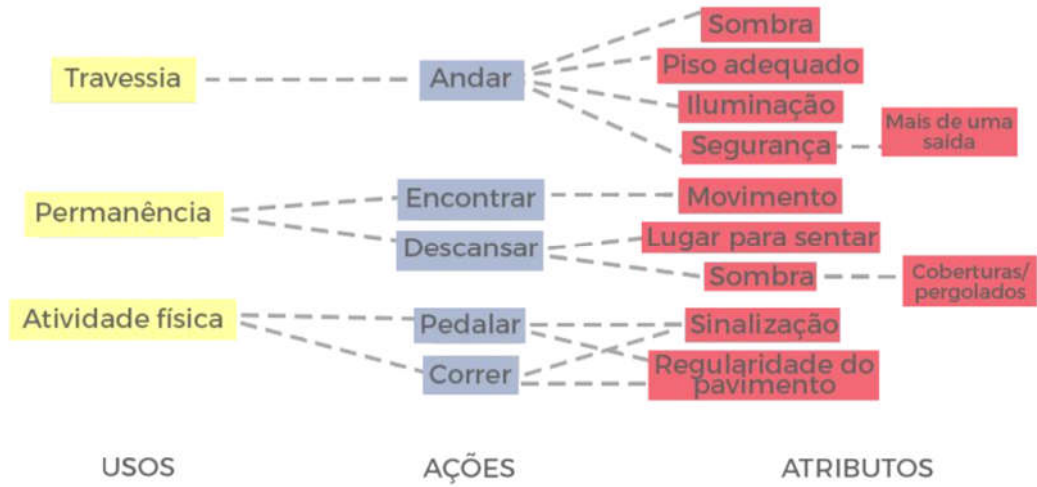 Travessia
Andar
Sombra
Piso adequado
Iluminação
Segurança
Mais de uma
saída
Permanência
Encontrar
Movimento
Descansar
Lugar para sentar
Sombra
Coberturas/
pergolados
Atividade física
Pedalar
Sinalização
Correr
Regularidade do
pavimento
USOS
AÇÕES
ATRIBUTOS